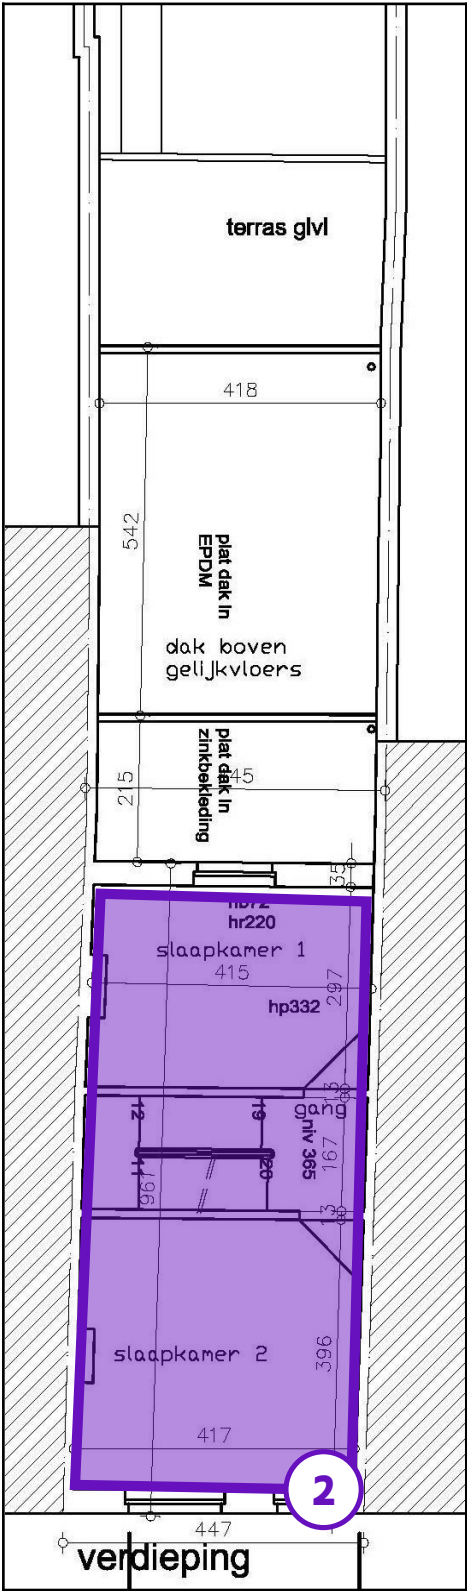 terras glvl
418
542
plat dak in
EPDM
dak boven
gelijkvloers
plat dak in
zinkbekleding
215
35
hr220
slaapkamer 1
415
297
hp332
13
gang
12
19
niv 365
167
11
20
967
13
slaapkamer 2
396
417
2
447
verdieping